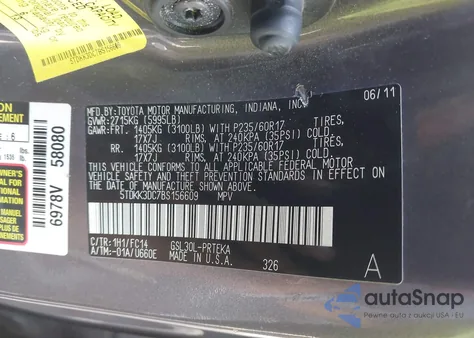 TOYOTA MOTOR MANUFACTURING, INDIANA, INC.
06/11
GVWR: 2715KG (5995LB)
GAWR: FRT. 1405KG (3100LB) WITH P235/60R17 TIRES,
17X7J RIMS, AT 240KPA (35PSI) COLD.
RR. 1405KG (3100LB) WITH P235/60R17 TIRES,
17X7J RIMS, AT 240KPA (35PSI) COLD.
THIS VEHICLE CONFORMS TO ALL APPLICABLE FEDERAL MOTOR
VEHICLE SAFETY AND THEFT PREVENTION STANDARDS IN EFFECT
ON THE DATE OF MANUFACTURE SHOWN ABOVE.
5TDKK3DC7BS156609 MPV
C/TR: 1H1/FC14 GSL30L-PRTEKA
A/TM: -01A/U660E MADE IN U.S.A.
326
A
6978V 58080
autoSnap